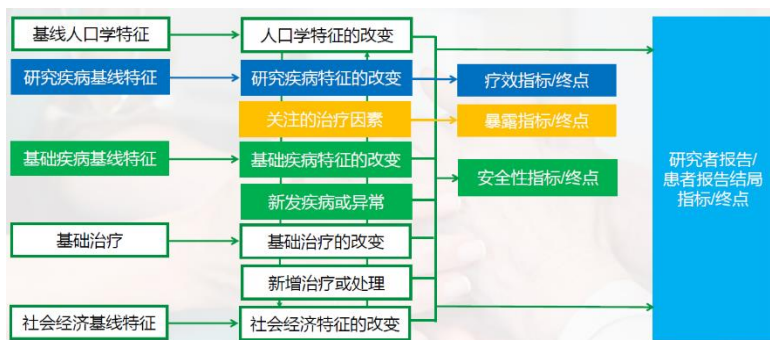 基线人口学特征
人口学特征的改变
研究疾病基线特征
研究疾病特征的改变
疗效指标/终点
关注的治疗因素
暴露指标/终点
基础疾病基线特征
基础疾病特征的改变
安全性指标/终点
新发疾病或异常
基础治疗
基础治疗的改变
新增治疗或处理
社会经济基线特征
社会经济特征的改变
研究者报告/
患者报告结局
指标/终点